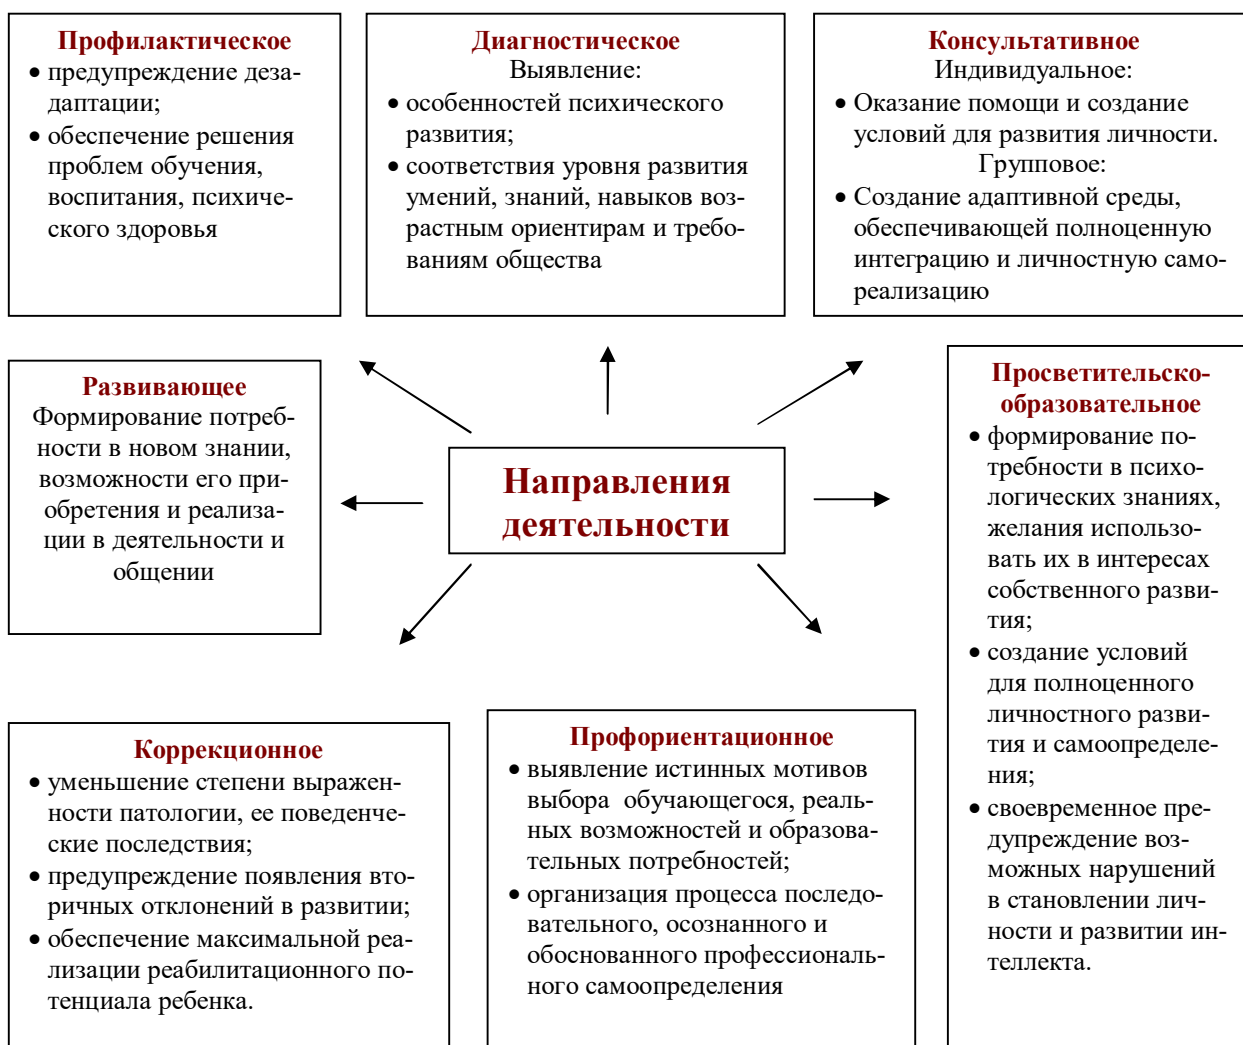 Профилактическое
• предупреждение деза-
даптации;
• обеспечение решения
проблем обучения,
воспитания, психиче-
ского здоровья
Диагностическое
Выявление:
• особенностей психического
развития;
• соответствия уровня развития
умений, знаний, навыков воз-
растным ориентирам и требо-
ваниям общества
Консультативное
Индивидуальное:
• Оказание помощи и создание
условий для развития личности.
Групповое:
• Создание адаптивной среды,
обеспечивающей полноценную
интеграцию и личностную само-
реализацию
Развивающее
Формирование потреб-
ности в новом знании,
возможности его при-
обретения и реализа-
ции в деятельности и
общении
Направления
деятельности
Просветительско-
образовательное
• формирование по-
требности в психо-
логических знаниях,
желания использо-
вать их в интересах
собственного разви-
тия;
• создание условий
для полноценного
личностного разви-
тия и самоопределе-
ния;
• своевременное пре-
дупреждение воз-
можных нарушений
в становлении лич-
ности и развитии ин-
теллекта.
Коррекционное
• уменьшение степени выражен-
ности патологии, ее поведенче-
ские последствия;
• предупреждение появления вто-
ричных отклонений в развитии;
• обеспечение максимальной реа-
лизации реабилитационного по-
тенциала ребенка.
Профориентационное
• выявление истинных мотивов
выбора обучающегося, реаль-
ных возможностей и образова-
тельных потребностей;
• организация процесса последо-
вательного, осознанного и
обоснованного профессиональ-
ного самоопределения